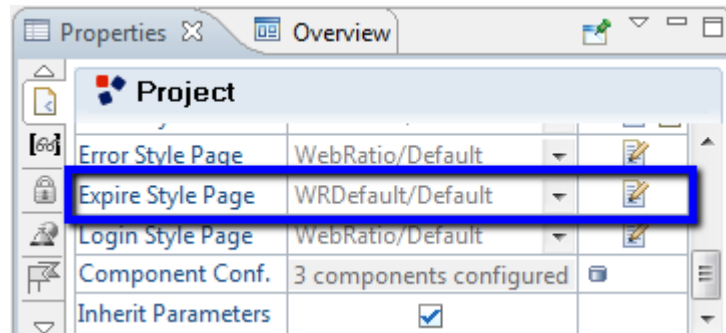 Properties Overview
Project
Error Style Page WebRatio/Default
Expire Style Page WRDefault/Default
Login Style Page WebRatio/Default
Component Conf. 3 components configured
Inherit Parameters